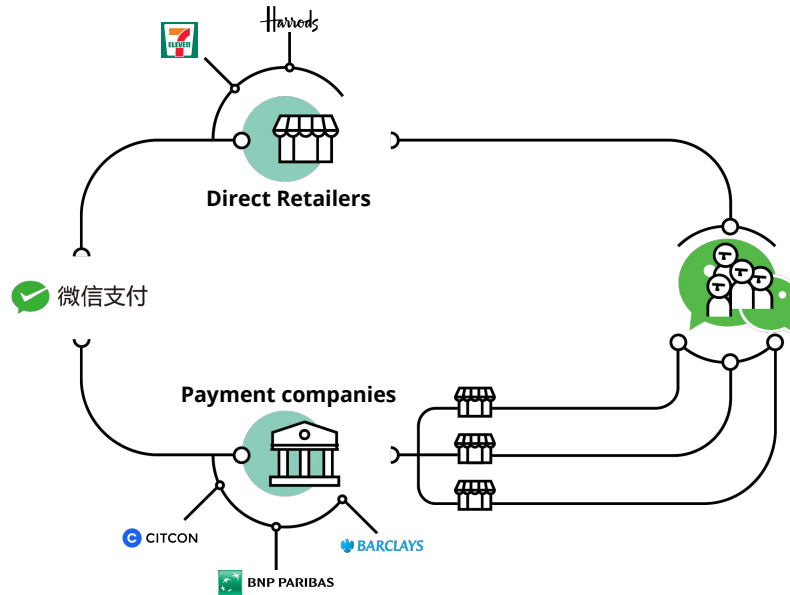 Harrods
7
ELEVEN
Direct Retailers
微信支付
Payment companies
C CITCON
BARCLAYS
BNP PARIBAS